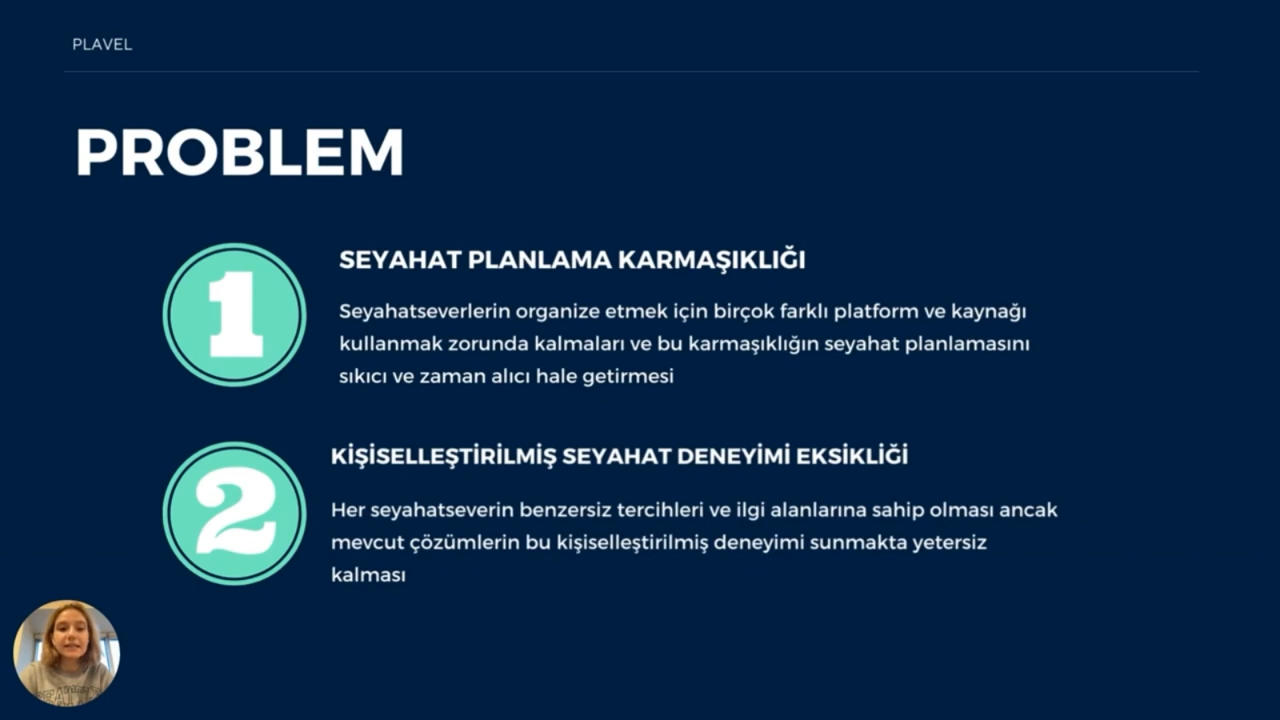 PLAVEL
PROBLEM
1
SEYAHAT PLANLAMA KARMAŞIKLIĞI
Seyahatseverlerin organize etmek için birçok farklı platform ve kaynağı
kullanmak zorunda kalmaları ve bu karmaşıklığın seyahat planlamasını
sıkıcı ve zaman alıcı hale getirmesi
2
KİŞİSELLEŞTİRİLMİŞ SEYAHAT DENEYİMİ EKSİKLİĞİ
Her seyahatseverin benzersiz tercihleri ve ilgi alanlarına sahip olması ancak
mevcut çözümlerin bu kişiselleştirilmiş deneyimi sunmakta yetersiz
kalması